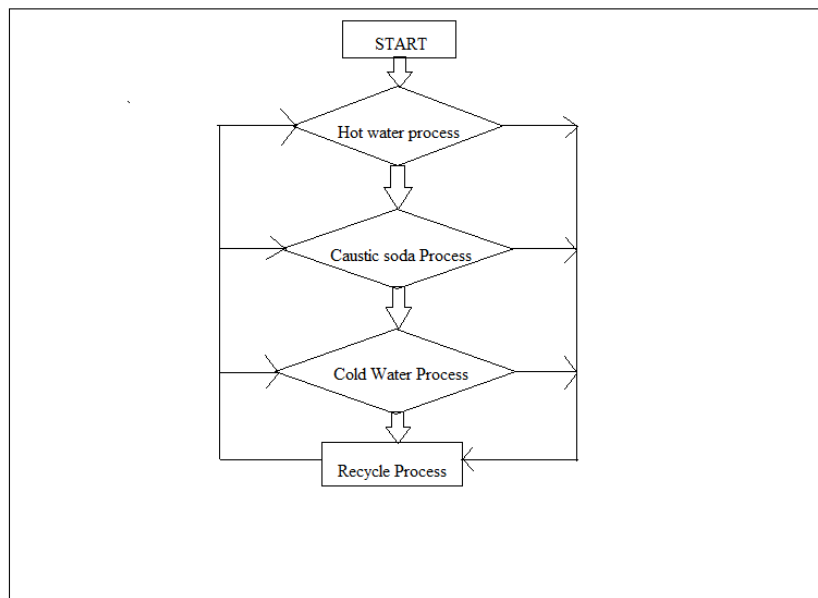 START
Hot water process
Caustic soda Process
Cold Water Process
Recycle Process